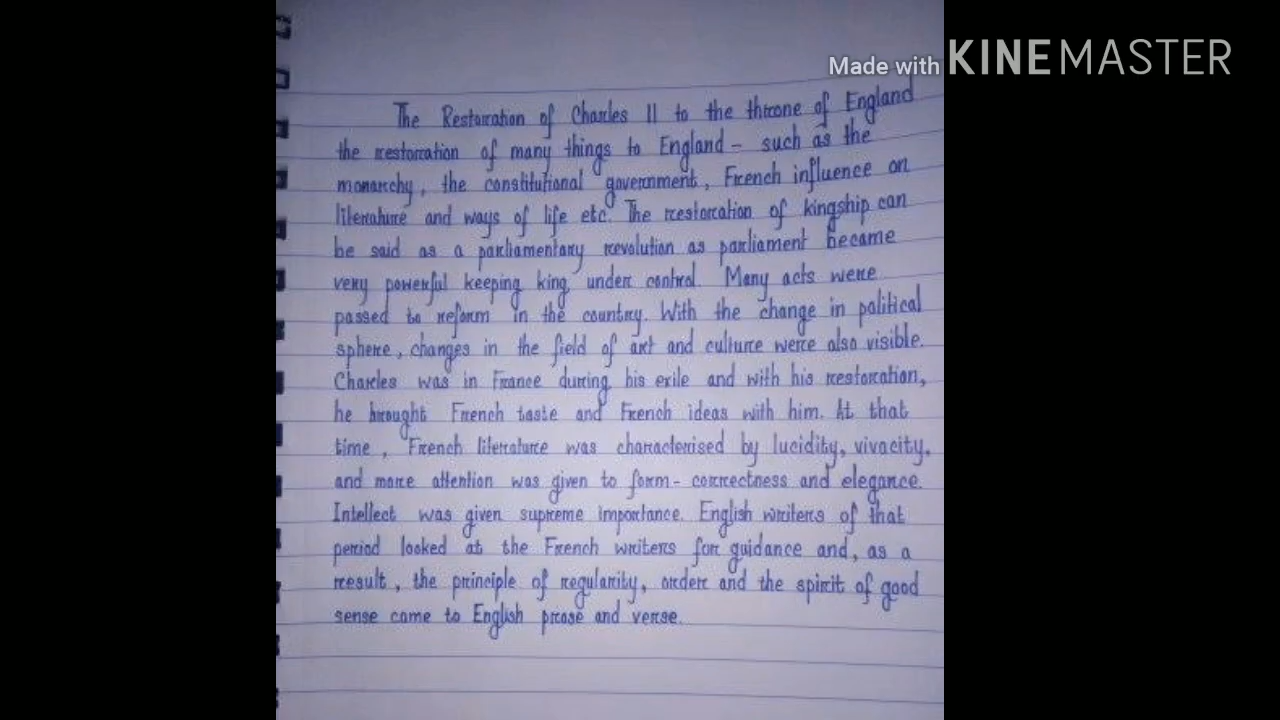 Made with KINEMASTER
The Restoration of Charles II to the throne of England
the restoration of many things to England - such as the
monarchy, the constitutional government, French influence on
literature and ways of life etc. The restoration of kingship can
be said as a parliamentary revolution as parliament became
very powerful keeping king under control. Many acts were
passed to reform in the country. With the change in political
sphere, changes in the field of art and culture were also visible.
Charles was in France during his exile and with his restoration,
he brought French taste and French ideas with him. At that
time, French literature was characterised by lucidity, vivacity,
and more attention was given to form - correctness and elegance.
Intellect was given supreme importance. English writers of that
period looked at the French writers for guidance and, as a
result, the principle of regularity, order and the spirit of good
sense came to English prose and verse.